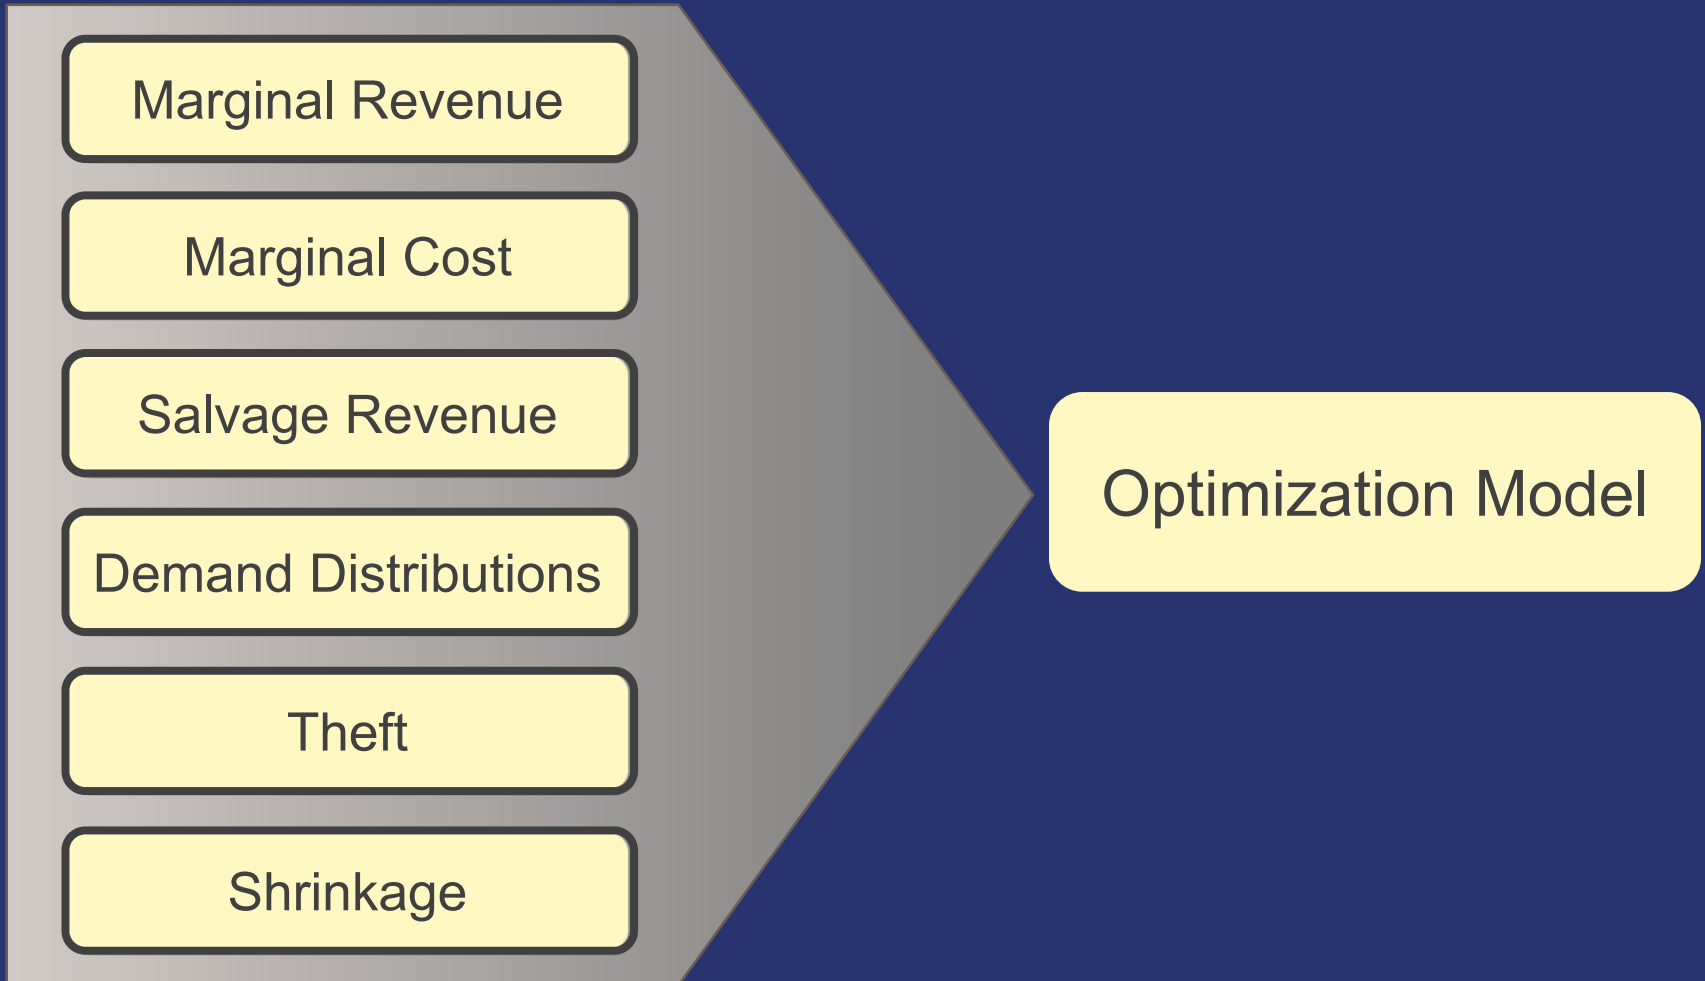 Marginal Revenue
Marginal Cost
Salvage Revenue
Demand Distributions
Theft
Shrinkage
Optimization Model